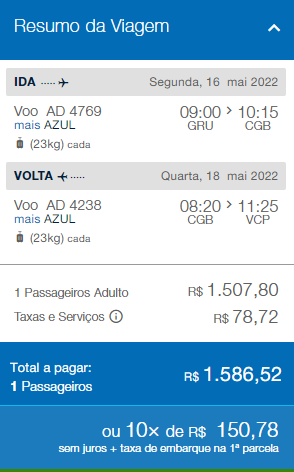 Resumo da Viagem
IDA Segunda, 16 mai 2022
Voo AD 4769 09:00 > 10:15
mais AZUL GRU CGB
(23kg) cada
VOLTA Quarta, 18 mai 2022
Voo AD 4238 08:20 > 11:25
mais AZUL CGB VCP
(23kg) cada
1 Passageiros Adulto R$ 1.507,80
Taxas e Serviços R$ 78,72
Total a pagar: R$ 1.586,52
1 Passageiros
ou 10x de R$ 150,78
sem juros + taxa de embarque na 1ª parcela